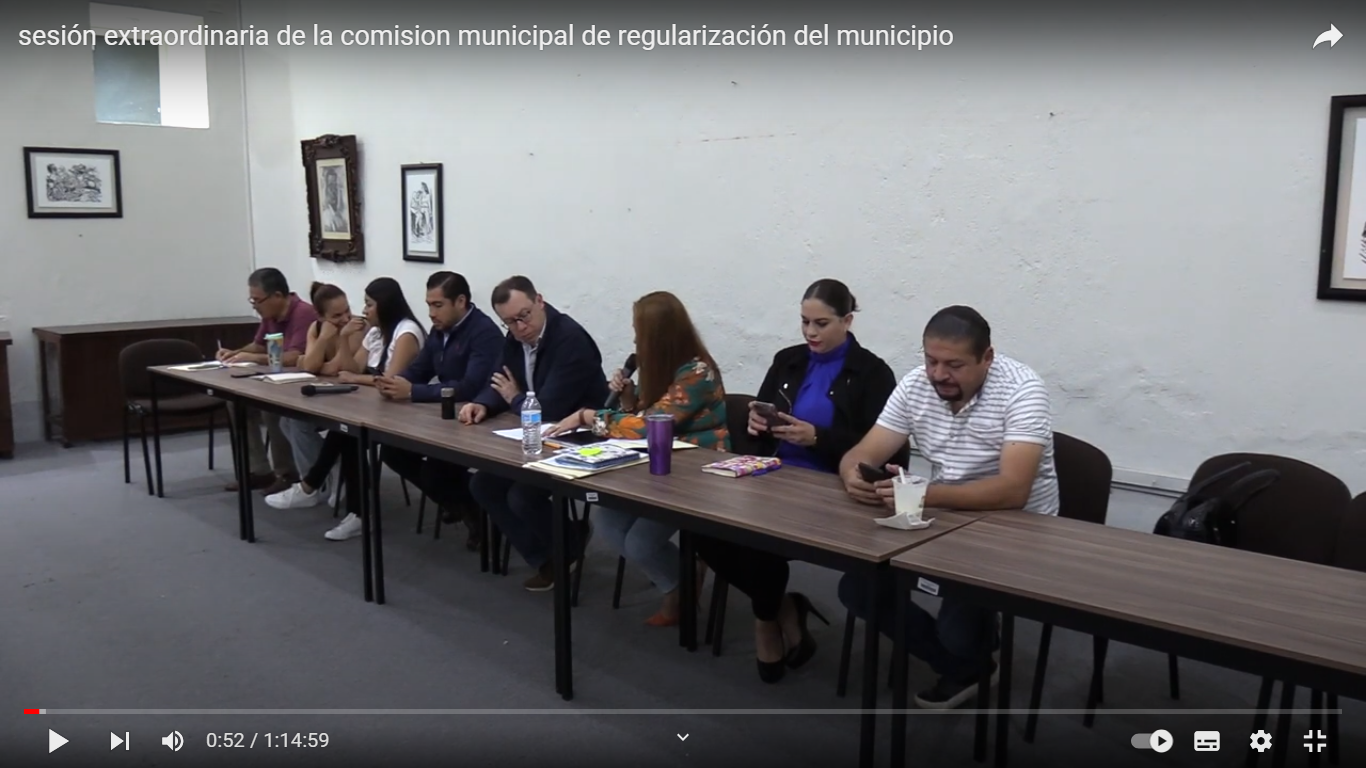 sesión extraordinaria de la comision municipal de regularización del municipio
0:52 / 1:14:59